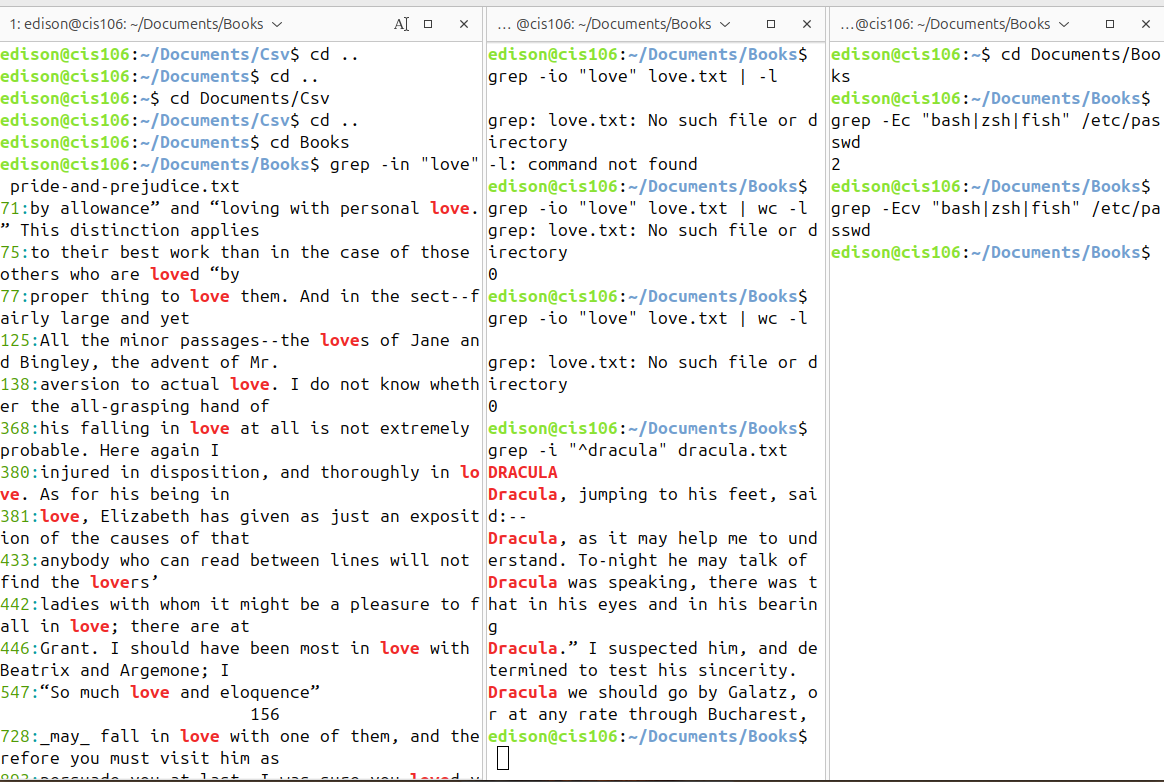 1: edison@cis106: ~/Documents/Books
edison@cis106:~/Documents/Csv$ cd ..
edison@cis106:~/Documents$ cd ..
edison@cis106:~$ cd Documents/Csv
edison@cis106:~/Documents/Csv$ cd ..
edison@cis106:~/Documents$ cd Books
edison@cis106:~/Documents/Books$ grep -in "love"
 pride-and-prejudice.txt
71:by allowance” and “loving with personal love.
” This distinction applies
75:to their best work than in the case of those
others who are loved “by
77:proper thing to love them. And in the sect--f
airly large and yet
125:All the minor passages--the loves of Jane an
d Bingley, the advent of Mr.
138:aversion to actual love. I do not know wheth
er the all-grasping hand of
368:his falling in love at all is not extremely
probable. Here again I
380:injured in disposition, and thoroughly in lo
ve. As for his being in
381:love, Elizabeth has given as just an exposit
ion of the causes of that
433:anybody who can read between lines will not
find the lovers’
442:ladies with whom it might be a pleasure to f
all in love; there are at
446:Grant. I should have been most in love with
Beatrix and Argemone; I
547:“So much love and eloquence”
156
728:_may_ fall in love with one of them, and the
refore you must visit him as
... @cis106: ~/Documents/Books
edison@cis106:~/Documents/Books$
grep -io "love" love.txt | -l
grep: love.txt: No such file or d
irectory
-l: command not found
edison@cis106:~/Documents/Books$
grep -io "love" love.txt | wc -l
grep: love.txt: No such file or d
irectory
0
edison@cis106:~/Documents/Books$
grep -io "love" love.txt | wc -l
grep: love.txt: No such file or d
irectory
0
edison@cis106:~/Documents/Books$
grep -i "^dracula" dracula.txt
DRACULA
Dracula, jumping to his feet, sai
d:--
Dracula, as it may help me to und
erstand. To-night he may talk of
Dracula was speaking, there was t
hat in his eyes and in his bearin
g
Dracula.” I suspected him, and de
termined to test his sincerity.
Dracula we should go by Galatz, o
r at any rate through Bucharest,
edison@cis106:~/Documents/Books$
...@cis106: ~/Documents/Books
edison@cis106:~$ cd Documents/Boo
ks
edison@cis106:~/Documents/Books$
grep -Ec "bash|zsh|fish" /etc/pas
swd
2
edison@cis106:~/Documents/Books$
grep -Ecv "bash|zsh|fish" /etc/pa
sswd
edison@cis106:~/Documents/Books$